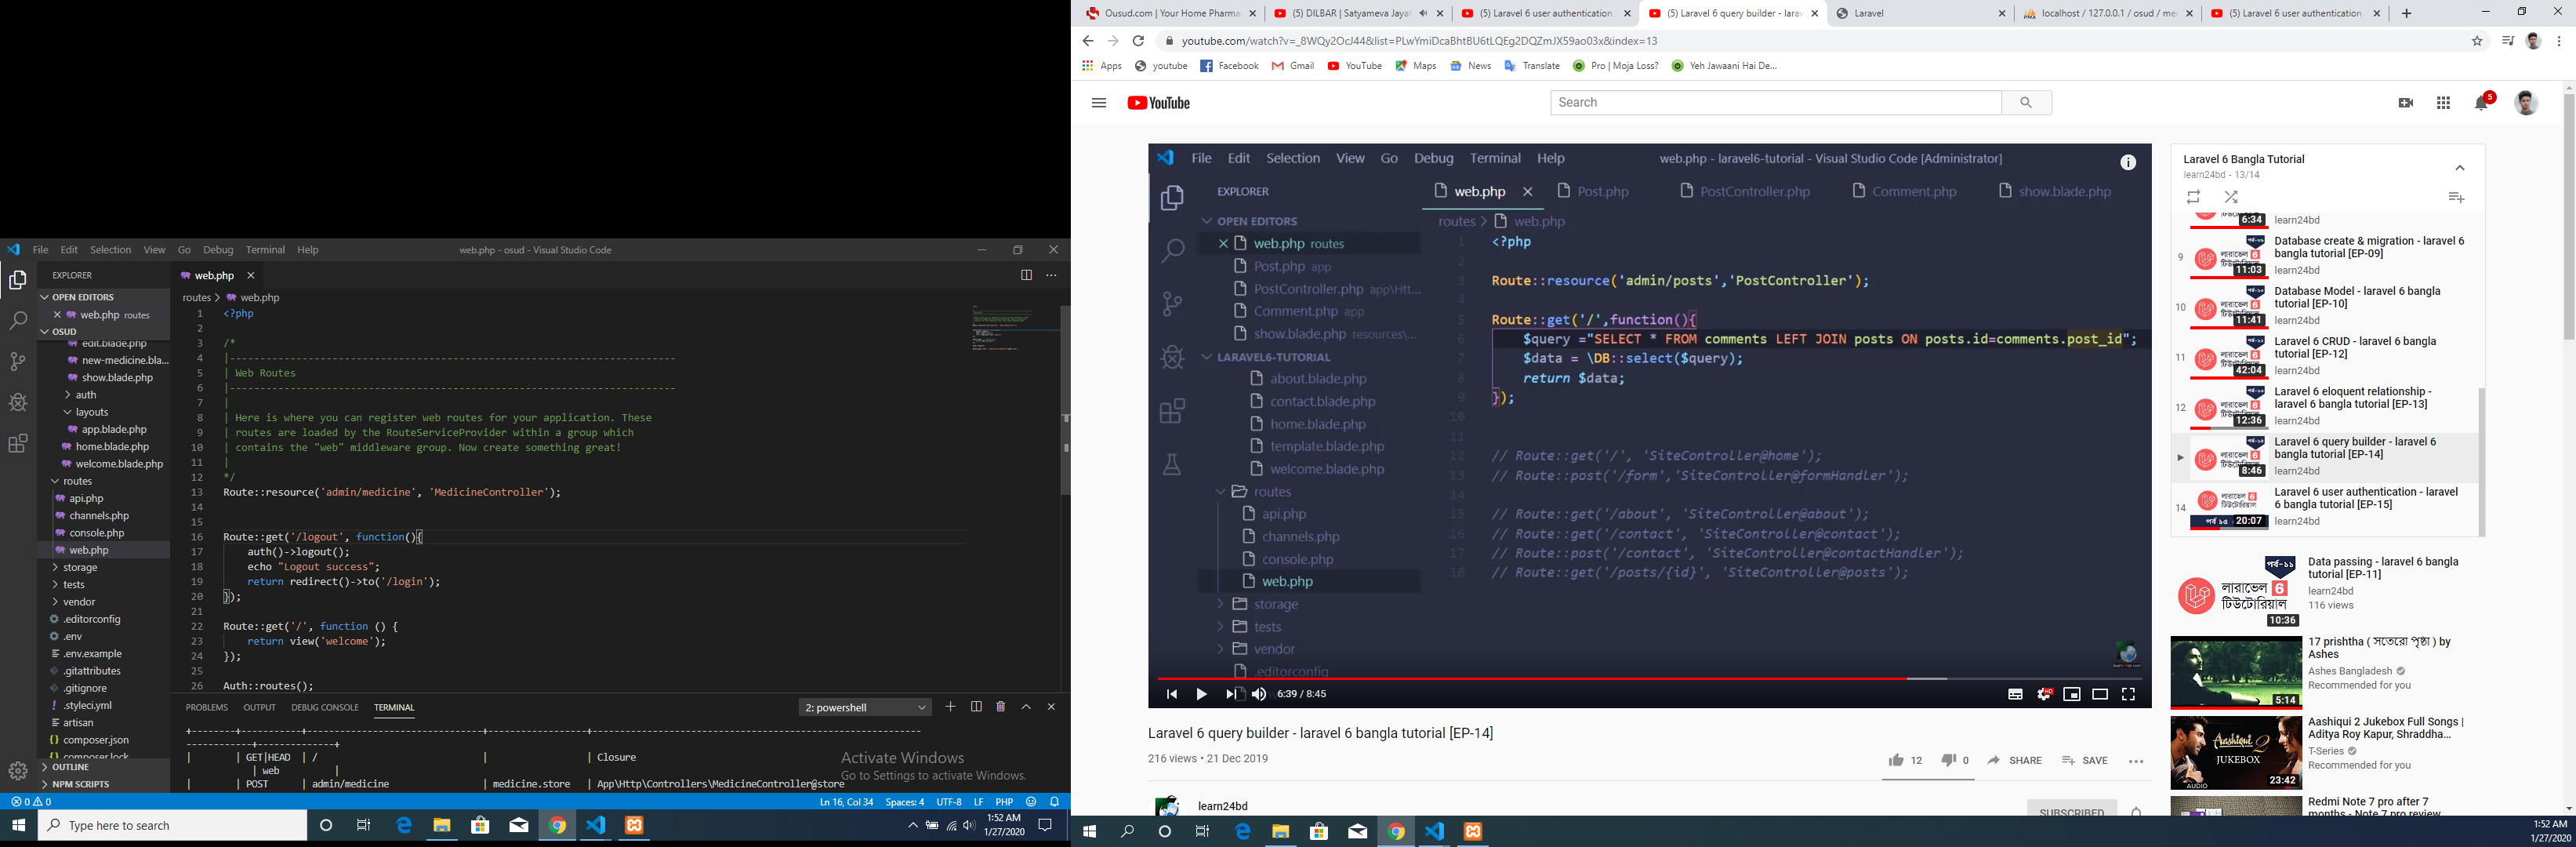 File Edit Selection View Go Debug Terminal Help
web.php - osud - Visual Studio Code
EXPLORER
OPEN EDITORS
web.php routes
OSUD
edit.blade.php
new-medicine.bla...
show.blade.php
auth
layouts
app.blade.php
home.blade.php
welcome.blade.php
routes
api.php
channels.php
console.php
web.php
storage
tests
vendor
.editorconfig
.env
.env.example
.gitattributes
.gitignore
.styleci.yml
artisan
composer.json
composer.lock
OUTLINE
NPM SCRIPTS
web.php
routes > web.php
1 <?php
2
3 /*
4 |--------------------------------------------------------------------------
5 | Web Routes
6 |--------------------------------------------------------------------------
7 |
8 | Here is where you can register web routes for your application. These
9 | routes are loaded by the RouteServiceProvider within a group which
10 | contains the "web" middleware group. Now create something great!
11 |
12 */
13 Route::resource('admin/medicine', 'MedicineController');
14
15
16 Route::get('/logout', function(){
17 auth()->logout();
18 echo "Logout success";
19 return redirect()->to('/login');
20 });
21
22 Route::get('/', function () {
23 return view('welcome');
24 });
25
26 Auth::routes();
PROBLEMS OUTPUT DEBUG CONSOLE TERMINAL
2: powershell
| | GET|HEAD | / | | Closure
| web |
| | POST | admin/medicine | medicine.store | App\Http\Controllers\MedicineController@store
Activate Windows
Go to Settings to activate Windows.
0 0
Ln 16, Col 34 Spaces: 4 UTF-8 LF PHP
Type here to search
1:52 AM
1/27/2020
Ousud.com | Your Home Pharma
(5) DILBAR | Satyameva Jayat
(5) Laravel 6 user authentication
(5) Laravel 6 query builder - larav
Laravel
localhost / 127.0.0.1 / osud / me
(5) Laravel 6 user authentication
youtube.com/watch?v=_8WQy2OcJ44&list=PLwYmiDcaBhtBU6tLQEg2DQZmJX59ao03x&index=13
Apps youtube Facebook Gmail YouTube Maps News Translate Pro | Moja Loss? Yeh Jawaani Hai De...
YouTube
Search
5
File Edit Selection View Go Debug Terminal Help
web.php - laravel6-tutorial - Visual Studio Code [Administrator]
EXPLORER
OPEN EDITORS
web.php routes
Post.php app
PostController.php app\Htt...
Comment.php app
show.blade.php resources\...
LARAVEL6-TUTORIAL
about.blade.php
contact.blade.php
home.blade.php
template.blade.php
welcome.blade.php
routes
api.php
channels.php
console.php
web.php
storage
tests
vendor
.editorconfig
web.php Post.php PostController.php Comment.php show.blade.php
routes > web.php
1 <?php
2
3 Route::resource('admin/posts','PostController');
4
5 Route::get('/',function(){
6 $query ="SELECT * FROM comments LEFT JOIN posts ON posts.id=comments.post_id";
7 $data = \DB::select($query);
8 return $data;
9 });
10
11
12 // Route::get('/', 'SiteController@home');
13 // Route::post('/form','SiteController@formHandler');
14
15 // Route::get('/about', 'SiteController@about');
16 // Route::get('/contact', 'SiteController@contact');
17 // Route::post('/contact', 'SiteController@contactHandler');
18 // Route::get('/posts/{id}', 'SiteController@posts');
6:39 / 8:45
HD
Laravel 6 query builder - laravel 6 bangla tutorial [EP-14]
216 views • 21 Dec 2019
12 0 SHARE SAVE
learn24bd
SUBSCRIBED
Laravel 6 Bangla Tutorial
learn24bd - 13/14
6:34
learn24bd
9
11:03
Database create & migration - laravel 6
bangla tutorial [EP-09]
learn24bd
10
11:41
Database Model - laravel 6 bangla
tutorial [EP-10]
learn24bd
11
42:04
Laravel 6 CRUD - laravel 6 bangla
tutorial [EP-12]
learn24bd
12
12:36
Laravel 6 eloquent relationship -
laravel 6 bangla tutorial [EP-13]
learn24bd
8:46
Laravel 6 query builder - laravel 6
bangla tutorial [EP-14]
learn24bd
14
20:07
Laravel 6 user authentication - laravel
6 bangla tutorial [EP-15]
learn24bd
পর্ব-১১
লারাভেল 6
টিউটোরিয়াল
10:36
Data passing - laravel 6 bangla
tutorial [EP-11]
learn24bd
116 views
5:14
17 prishtha ( সতেরো পৃষ্ঠা ) by
Ashes
Ashes Bangladesh
Recommended for you
Aashiqui 2
JUKEBOX
AUDIO
23:42
Aashiqui 2 Jukebox Full Songs |
Aditya Roy Kapur, Shraddha...
T-Series
Recommended for you
Redmi Note 7 pro after 7
months - Note 7 pro review
1:52 AM
1/27/2020